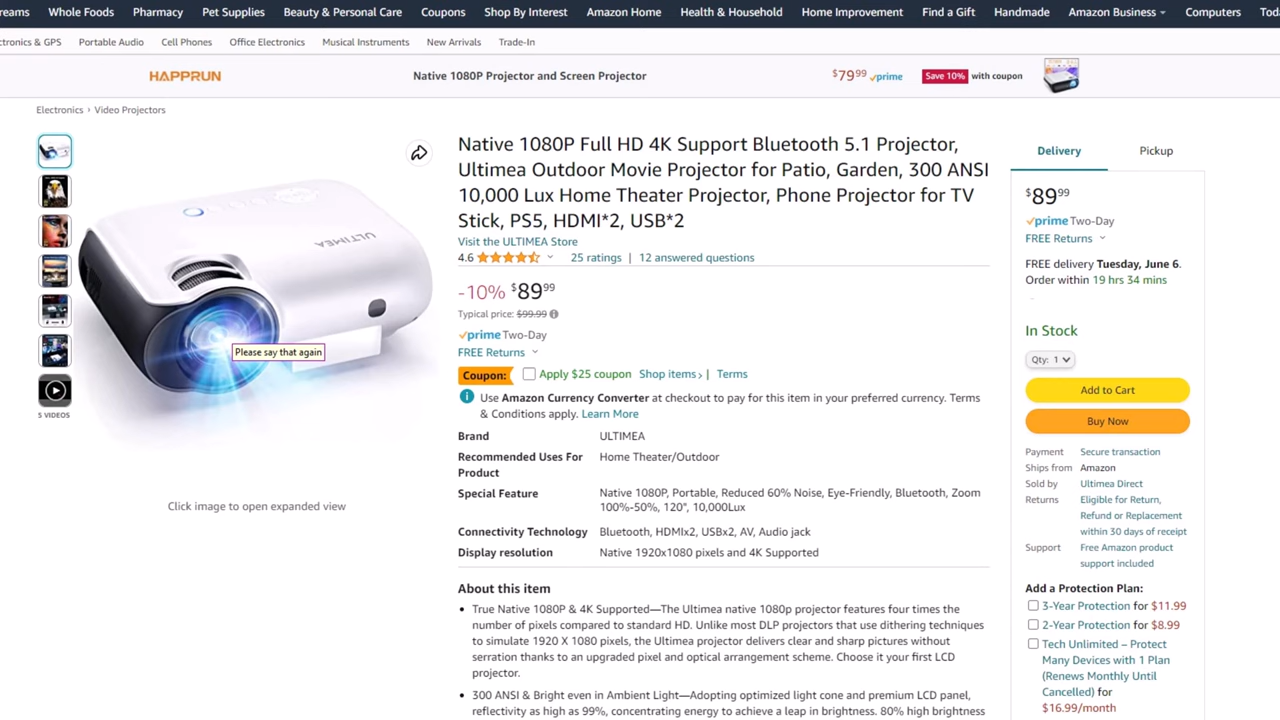 reams Whole Foods Pharmacy Pet Supplies Beauty & Personal Care Coupons Shop By Interest Amazon Home Health & Household Home Improvement Find a Gift Handmade Amazon Business Computers Tod
ctronics & GPS Portable Audio Cell Phones Office Electronics Musical Instruments New Arrivals Trade-In
HAPPRUN Native 1080P Projector and Screen Projector $7999 prime Save 10% with coupon
Electronics › Video Projectors
ULTIMEA
Please say that again
5 VIDEOS
Click image to open expanded view
Native 1080P Full HD 4K Support Bluetooth 5.1 Projector,
Ultimea Outdoor Movie Projector for Patio, Garden, 300 ANSI
10,000 Lux Home Theater Projector, Phone Projector for TV
Stick, PS5, HDMI*2, USB*2
Visit the ULTIMEA Store
4.6 25 ratings | 12 answered questions
-10% $8999
Typical price: $99.99
prime Two-Day
FREE Returns
Coupon: Apply $25 coupon Shop items › | Terms
Use Amazon Currency Converter at checkout to pay for this item in your preferred currency. Terms
& Conditions apply. Learn More
Brand ULTIMEA
Recommended Uses For Home Theater/Outdoor
Product
Special Feature Native 1080P, Portable, Reduced 60% Noise, Eye-Friendly, Bluetooth, Zoom
100%-50%, 120", 10,000Lux
Connectivity Technology Bluetooth, HDMIx2, USBx2, AV, Audio jack
Display resolution Native 1920x1080 pixels and 4K Supported
About this item
• True Native 1080P & 4K Supported—The Ultimea native 1080p projector features four times the
number of pixels compared to standard HD. Unlike most DLP projectors that use dithering techniques
to simulate 1920 X 1080 pixels, the Ultimea projector delivers clear and sharp pictures without
serration thanks to an upgraded pixel and optical arrangement scheme. Choose it your first LCD
projector.
• 300 ANSI & Bright even in Ambient Light—Adopting optimized light cone and premium LCD panel,
reflectivity as high as 99%, concentrating energy to achieve a leap in brightness. 80% high brightness
Delivery Pickup
$8999
prime Two-Day
FREE Returns
FREE delivery Tuesday, June 6.
Order within 19 hrs 34 mins
In Stock
Qty: 1
Add to Cart
Buy Now
Payment Secure transaction
Ships from Amazon
Sold by Ultimea Direct
Returns Eligible for Return,
Refund or Replacement
within 30 days of receipt
Support Free Amazon product
support included
Add a Protection Plan:
3-Year Protection for $11.99
2-Year Protection for $8.99
Tech Unlimited – Protect
Many Devices with 1 Plan
(Renews Monthly Until
Cancelled) for
$16.99/month